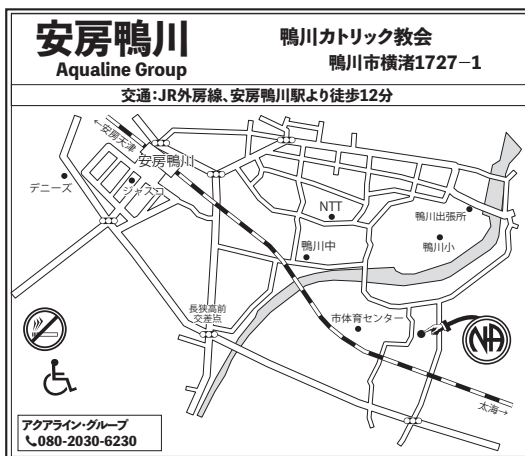 安房鴨川
Aqualine Group
鴨川カトリック教会
鴨川市横渚1727−1
交通:JR外房線、安房鴨川駅より徒歩12分
←安房天津
安房鴨川
デニーズ
ジャスコ
NTT
鴨川出張所
鴨川中
鴨川小
長狭高前
交差点
市体育センター
NA
太海→
アクアライン・グループ
080-2030-6230